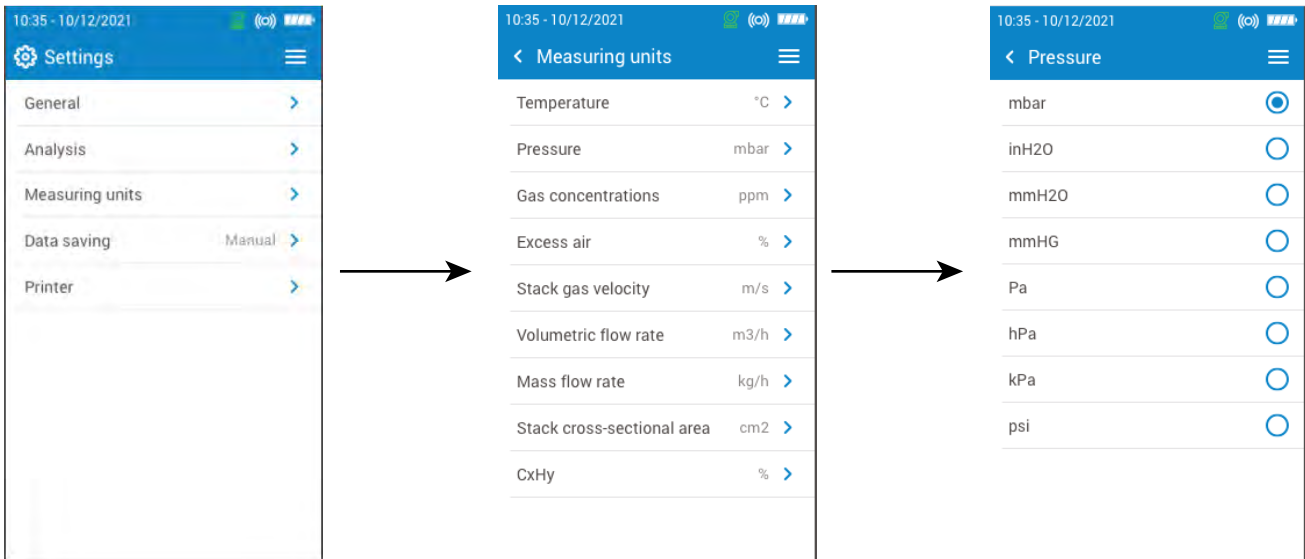 10:35 - 10/12/2021
Settings
General
Analysis
Measuring units
Data saving Manual
Printer
10:35 - 10/12/2021
Measuring units
Temperature °C
Pressure mbar
Gas concentrations ppm
Excess air %
Stack gas velocity m/s
Volumetric flow rate m3/h
Mass flow rate kg/h
Stack cross-sectional area cm2
CxHy %
10:35 - 10/12/2021
Pressure
mbar
inH2O
mmH2O
mmHG
Pa
hPa
kPa
psi